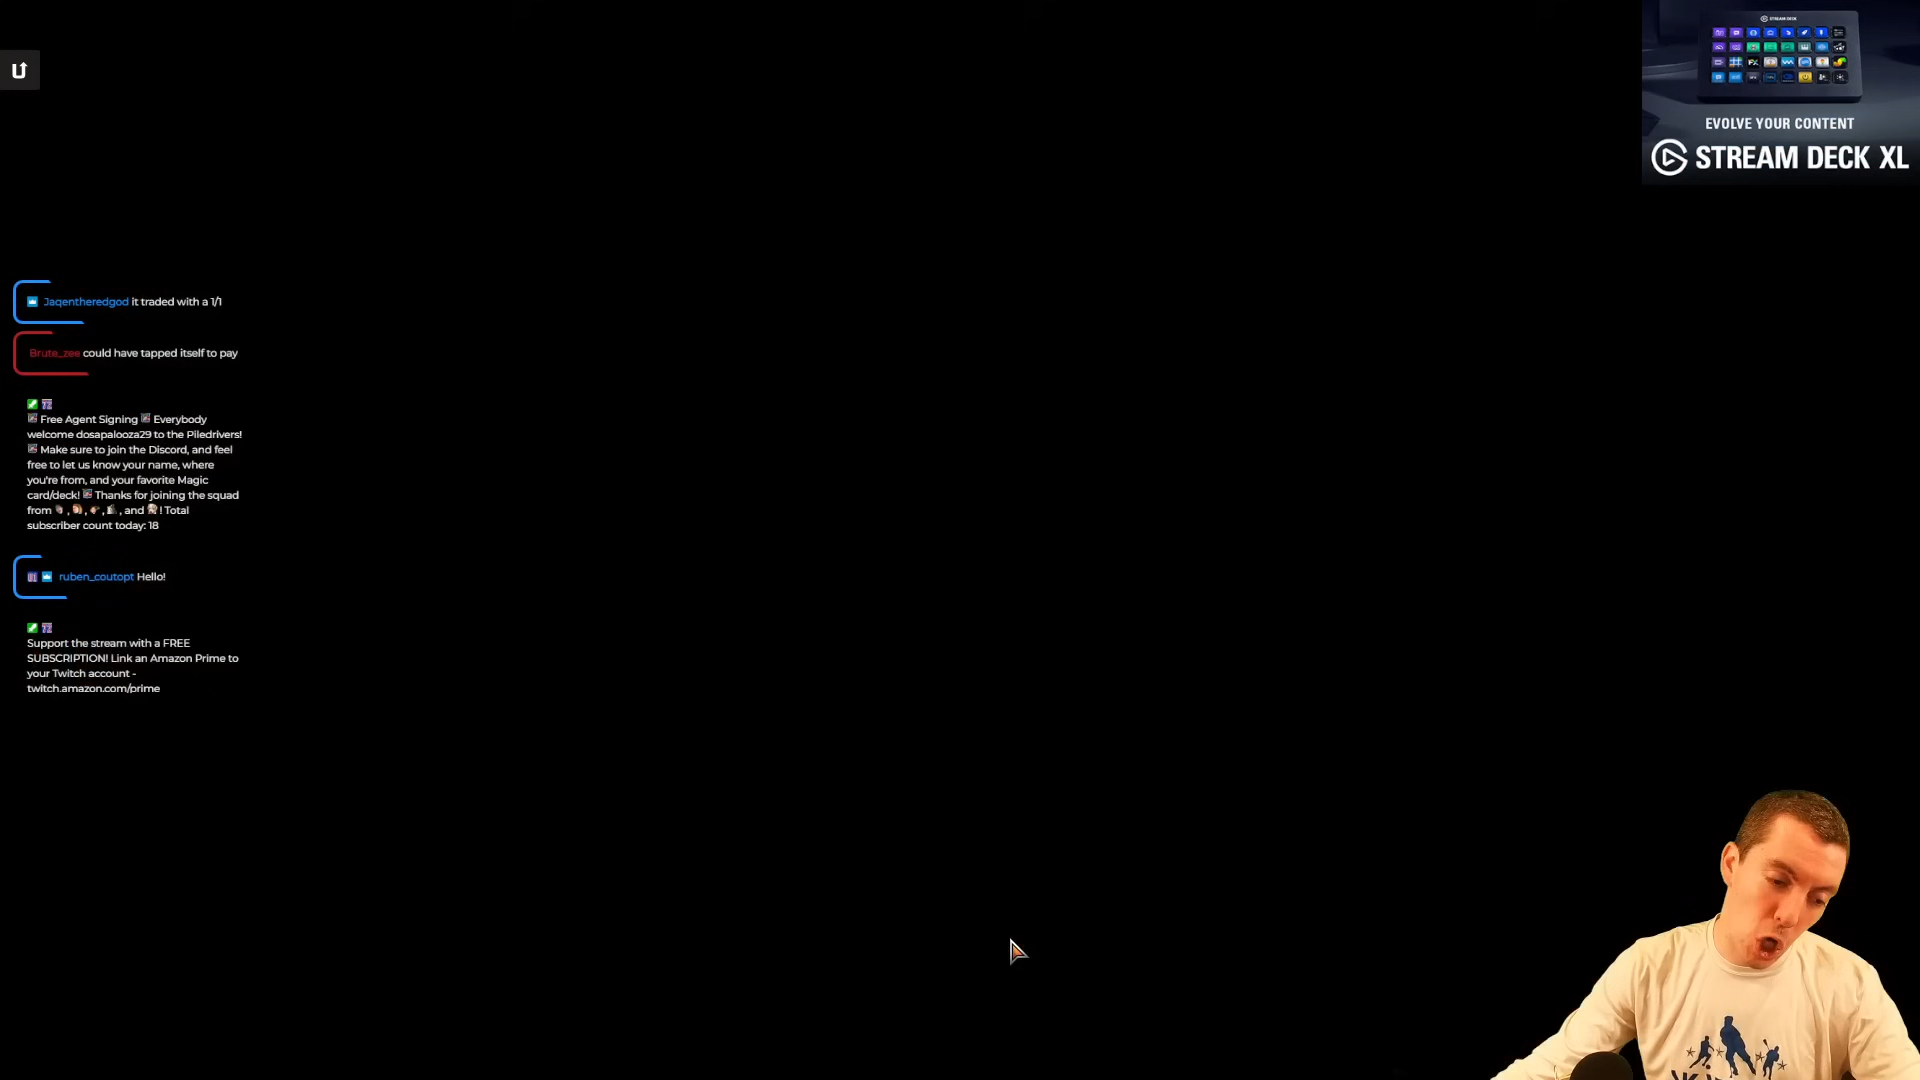 STREAM DECK
EVOLVE YOUR CONTENT
STREAM DECK XL
Jaqentheredgod it traded with a 1/1
Brute_zee could have tapped itself to pay
72
Free Agent Signing Everybody
welcome dosapalooza29 to the Piledrivers!
Make sure to join the Discord, and feel
free to let us know your name, where
you're from, and your favorite Magic
card/deck! Thanks for joining the squad
from , , , , and ! Total
subscriber count today: 18
ruben_coutopt Hello!
72
Support the stream with a FREE
SUBSCRIPTION! Link an Amazon Prime to
your Twitch account -
twitch.amazon.com/prime